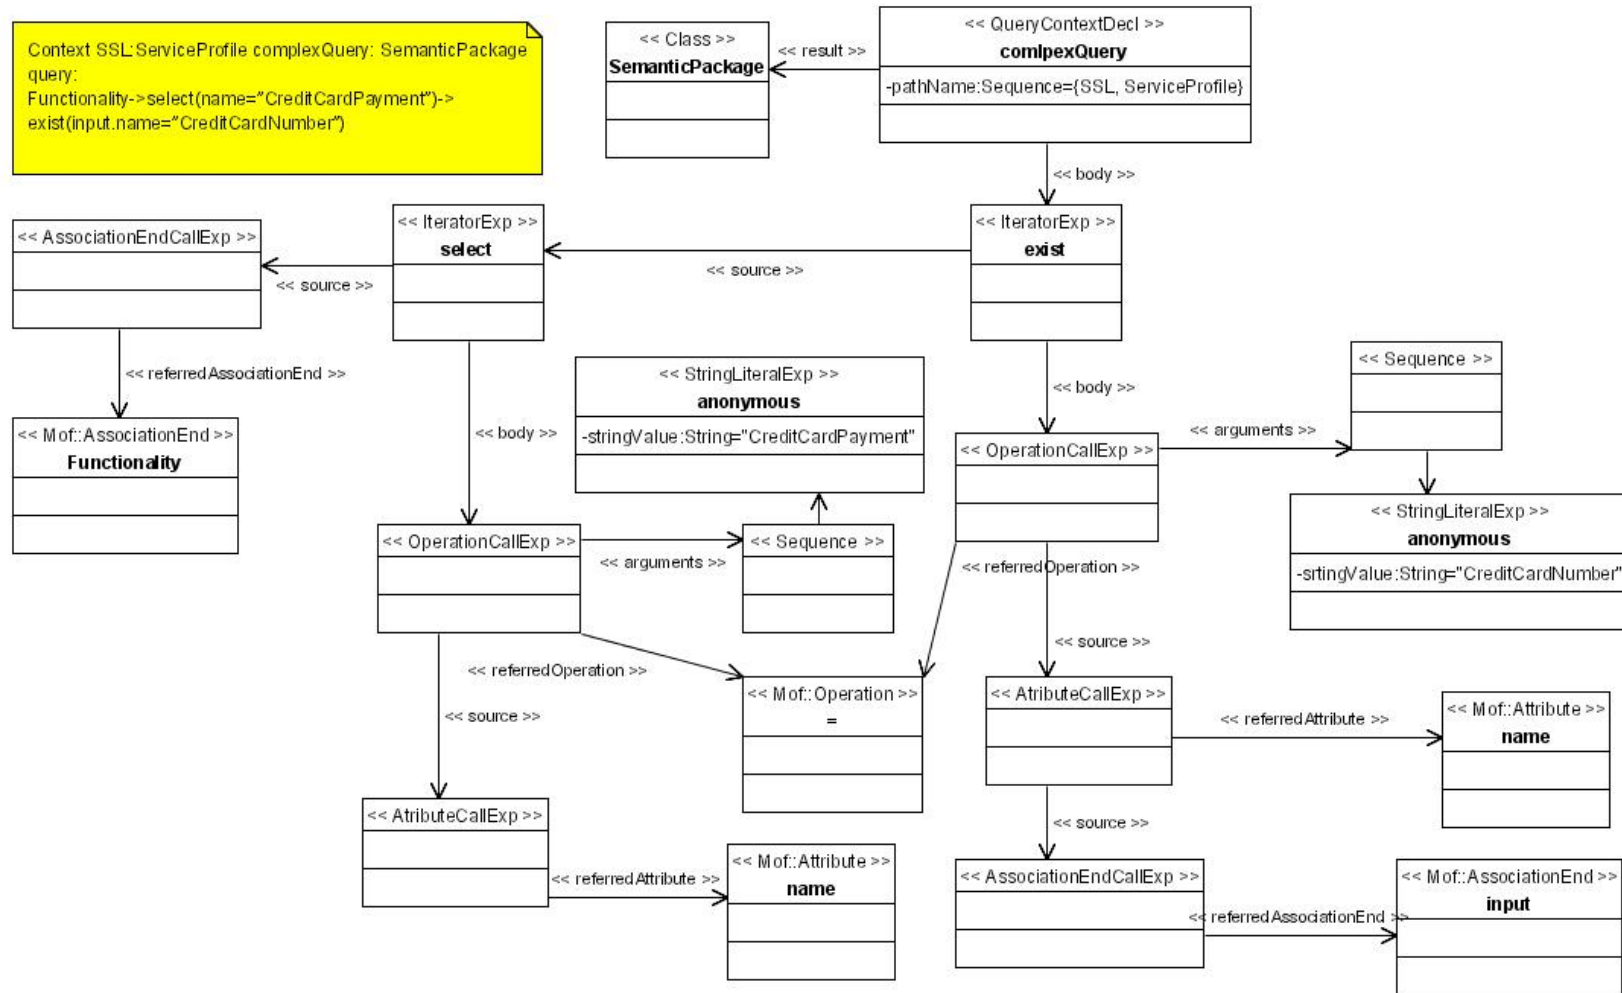 Context SSL:ServiceProfile complexQuery: SemanticPackage
query:
Functionality->select(name="CreditCardPayment")->
exist(input.name="CreditCardNumber")
<< Class >>
SemanticPackage
<< result >>
<< QueryContextDecl >>
comlpexQuery
-pathName:Sequence={SSL, ServiceProfile}
<< body >>
<< AssociationEndCallExp >>
<< source >>
<< IteratorExp >>
select
<< source >>
<< IteratorExp >>
exist
<< referredAssociationEnd >>
<< Mof::AssociationEnd >>
Functionality
<< body >>
<< StringLiteralExp >>
anonymous
-stringValue:String="CreditCardPayment"
<< body >>
<< OperationCallExp >>
<< arguments >>
<< Sequence >>
<< StringLiteralExp >>
anonymous
-srtingValue:String="CreditCardNumber"
<< OperationCallExp >>
<< arguments >>
<< Sequence >>
<< referredOperation >>
<< source >>
<< referredOperation >>
<< source >>
<< Mof::Operation >>
=
<< AtributeCallExp >>
<< referredAttribute >>
<< Mof::Attribute >>
name
<< source >>
<< AtributeCallExp >>
<< referredAttribute >>
<< Mof::Attribute >>
name
<< AssociationEndCallExp >>
<< referredAssociationEnd >>
<< Mof::AssociationEnd >>
input